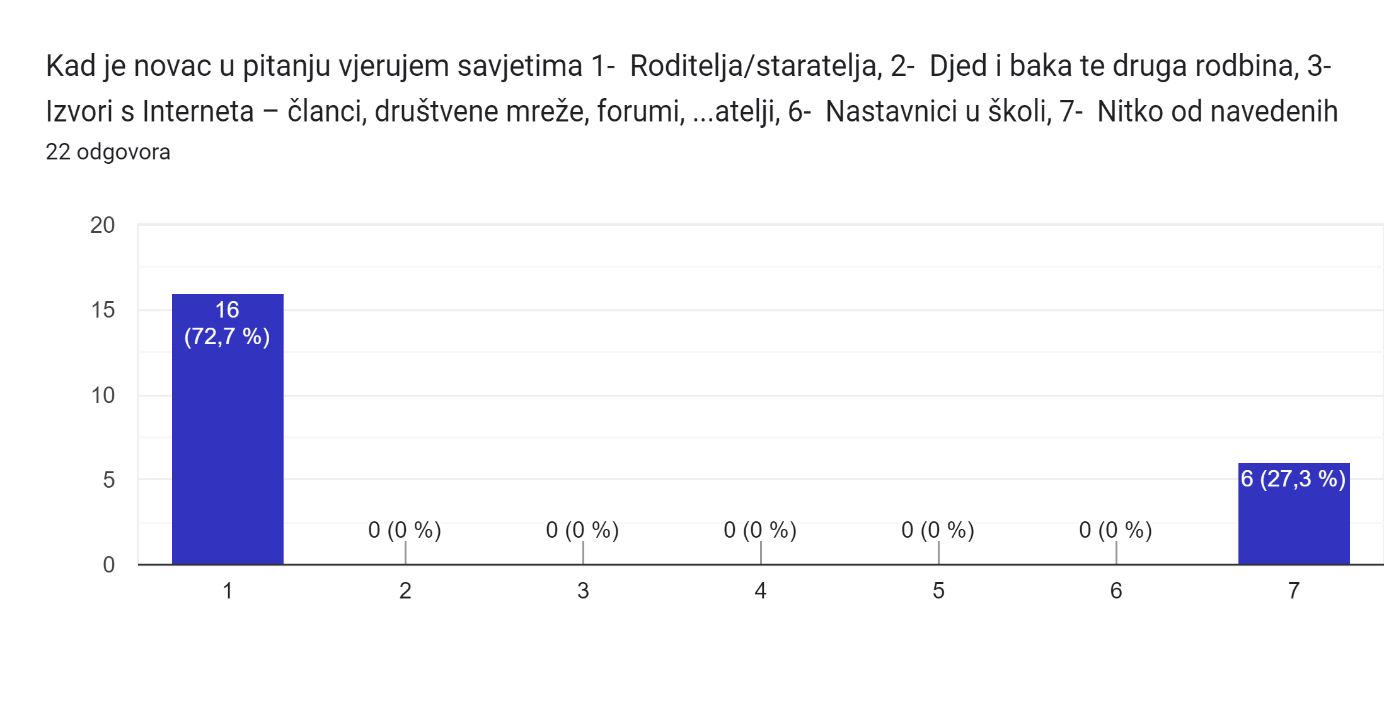 Kad je novac u pitanju vjerujem savjetima 1-  Roditelja/staratelja, 2-  Djed i baka te druga rodbina, 3-
Izvori s Interneta – članci, društvene mreže, forumi, ...atelji, 6-  Nastavnici u školi, 7-  Nitko od navedenih
22 odgovora
20
15
10
5
0
16
(72,7 %)
0 (0 %)
0 (0 %)
0 (0 %)
0 (0 %)
0 (0 %)
6 (27,3 %)
1
2
3
4
5
6
7